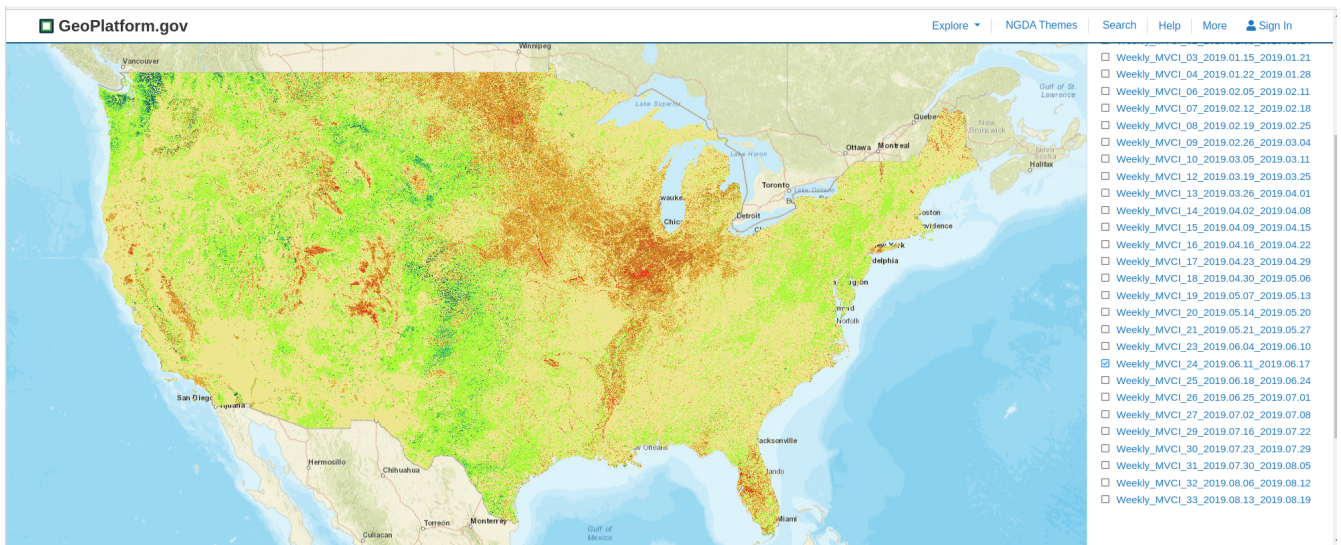 GeoPlatform.gov
Explore
NGDA Themes
Search
Help
More
Sign In
Winnipeg
Vancouver
Lake Superior
Gulf of St. Lawrence
Quebe
New Brunswick
Ottawa
Montreal
Nova Scotia
Halifax
Lake Huron
Toronto
Lake Ontario
wauke
Detroit
Chic
oston
vidence
delphia
Norfolk
San Dieg
Hermosillo
Chihuahua
acksonville
lando
Torreón
Monterrey
Miami
Culiacan
Gulf of Mexico
Weekly_MVCI_03_2019.01.15_2019.01.21
Weekly_MVCI_04_2019.01.22_2019.01.28
Weekly_MVCI_06_2019.02.05_2019.02.11
Weekly_MVCI_07_2019.02.12_2019.02.18
Weekly_MVCI_08_2019.02.19_2019.02.25
Weekly_MVCI_09_2019.02.26_2019.03.04
Weekly_MVCI_10_2019.03.05_2019.03.11
Weekly_MVCI_12_2019.03.19_2019.03.25
Weekly_MVCI_13_2019.03.26_2019.04.01
Weekly_MVCI_14_2019.04.02_2019.04.08
Weekly_MVCI_15_2019.04.09_2019.04.15
Weekly_MVCI_16_2019.04.16_2019.04.22
Weekly_MVCI_17_2019.04.23_2019.04.29
Weekly_MVCI_18_2019.04.30_2019.05.06
Weekly_MVCI_19_2019.05.07_2019.05.13
Weekly_MVCI_20_2019.05.14_2019.05.20
Weekly_MVCI_21_2019.05.21_2019.05.27
Weekly_MVCI_23_2019.06.04_2019.06.10
Weekly_MVCI_24_2019.06.11_2019.06.17
Weekly_MVCI_25_2019.06.18_2019.06.24
Weekly_MVCI_26_2019.06.25_2019.07.01
Weekly_MVCI_27_2019.07.02_2019.07.08
Weekly_MVCI_29_2019.07.16_2019.07.22
Weekly_MVCI_30_2019.07.23_2019.07.29
Weekly_MVCI_31_2019.07.30_2019.08.05
Weekly_MVCI_32_2019.08.06_2019.08.12
Weekly_MVCI_33_2019.08.13_2019.08.19